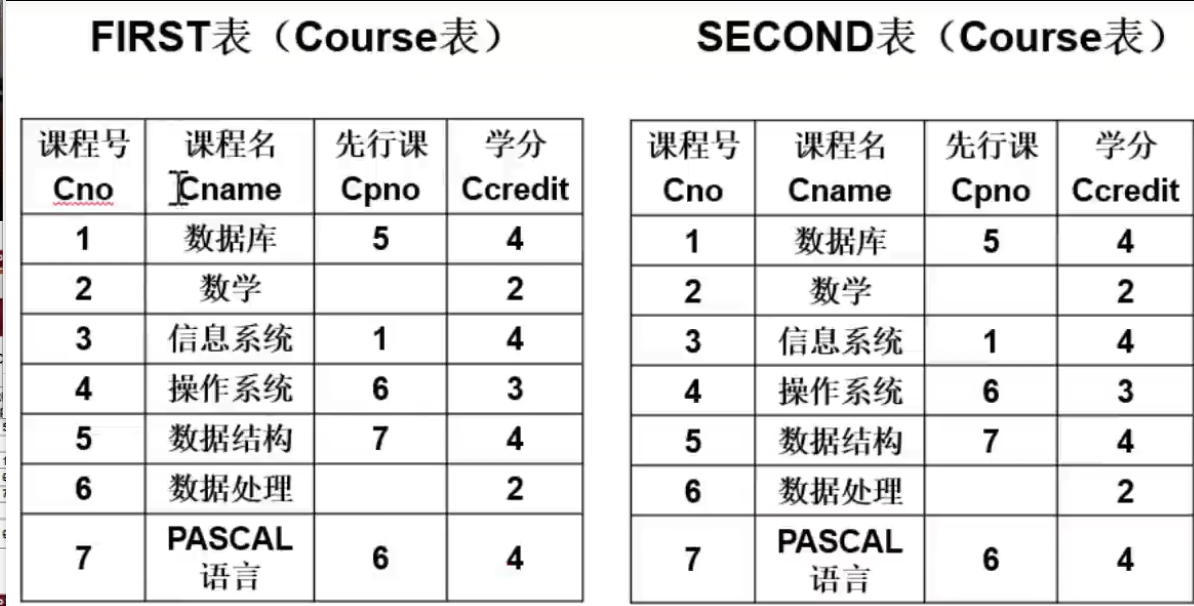 FIRST表（Course表）
SECOND表（Course表）
课程号 课程名 先行课 学分
Cno Cname Cpno Ccredit
1 数据库 5 4
2 数学 2
3 信息系统 1 4
4 操作系统 6 3
5 数据结构 7 4
6 数据处理 2
PASCAL
7 6 4
语言
课程号 课程名 先行课 学分
Cno Cname Cpno Ccredit
1 数据库 5 4
2 数学 2
3 信息系统 1 4
4 操作系统 6 3
5 数据结构 7 4
6 数据处理 2
PASCAL
7 6 4
语言